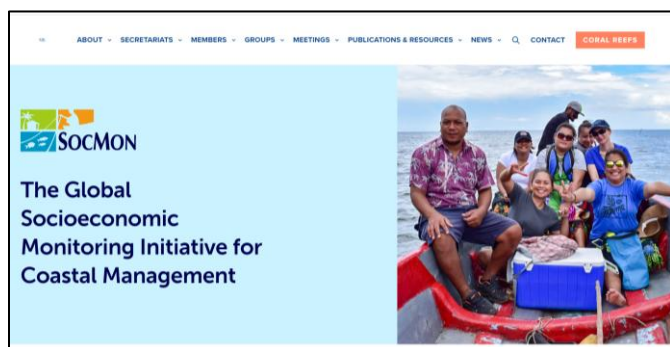 ABOUT SECRETARIATS MEMBERS GROUPS MEETINGS PUBLICATIONS & RESOURCES NEWS CONTACT CORAL REEFS
SOCMON
The Global
Socioeconomic
Monitoring Initiative for
Coastal Management